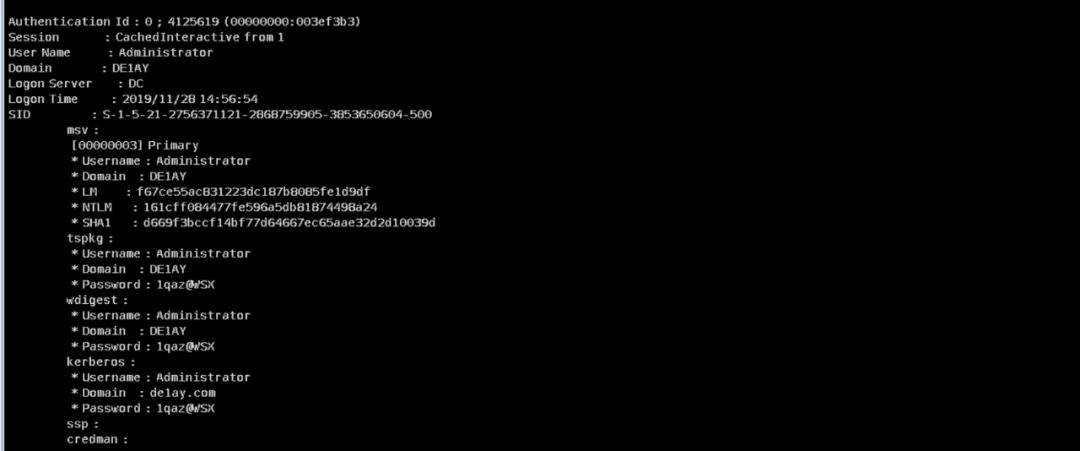 Authentication Id : 0 ; 4125619 (00000000:003ef3b3)
Session : CachedInteractive from 1
User Name : Administrator
Domain : DE1AY
Logon Server : DC
Logon Time : 2019/11/28 14:56:54
SID : S-1-5-21-2756371121-2868759905-3853650604-500
msv :
[00000003] Primary
* Username : Administrator
* Domain : DE1AY
* LM : f67ce55ac831223dc187b8085fe1d9df
* NTLM : 161cff084477fe596a5db81874498a24
* SHA1 : d669f3bccf14bf77d64667ec65aae32d2d10039d
tspkg :
* Username : Administrator
* Domain : DE1AY
* Password : 1qaz@WSX
wdigest :
* Username : Administrator
* Domain : DE1AY
* Password : 1qaz@WSX
kerberos :
* Username : Administrator
* Domain : de1ay.com
* Password : 1qaz@WSX
ssp :
credman :